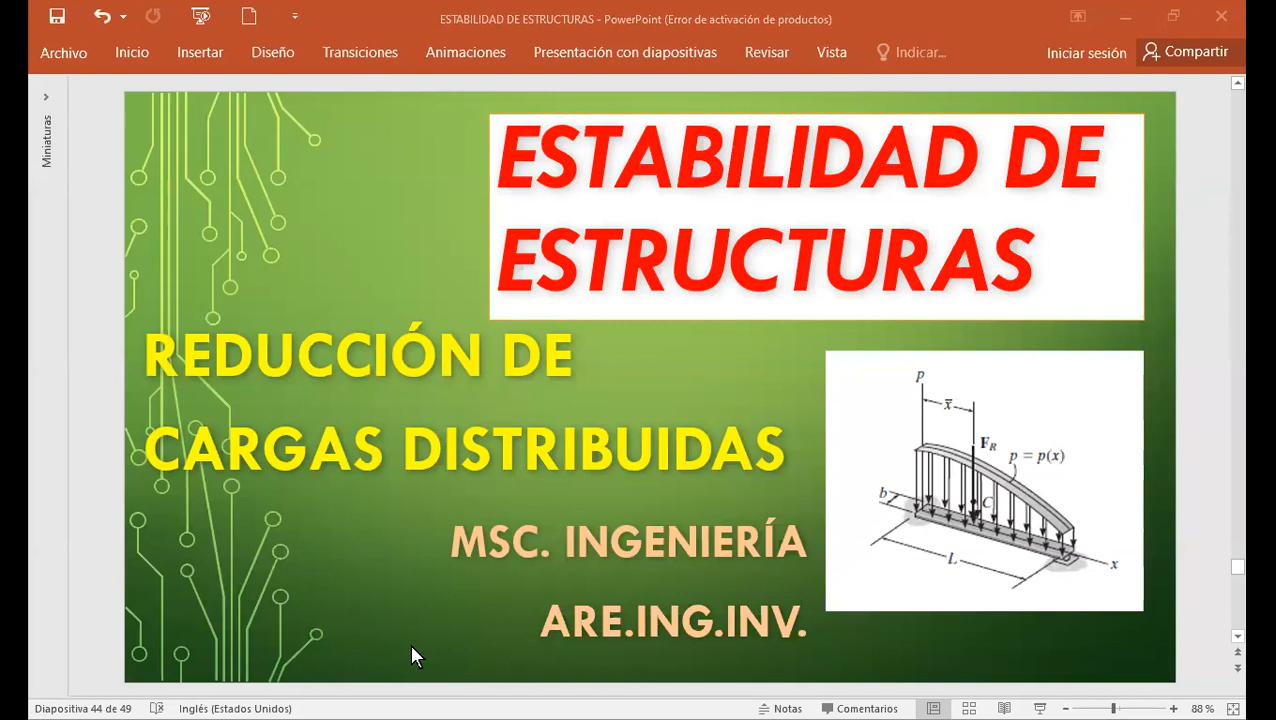 ESTABILIDAD DE ESTRUCTURAS - PowerPoint (Error de activación de productos)
Archivo Inicio Insertar Diseño Transiciones Animaciones Presentación con diapositivas Revisar Vista Indicar... Iniciar sesión Compartir
Miniaturas
ESTABILIDAD DE
ESTRUCTURAS
REDUCCIÓN DE
CARGAS DISTRIBUIDAS
MSC. INGENIERÍA
ARE.ING.INV.
p
x̄
F_R
p = p(x)
b
C
L
x
Diapositiva 44 de 49 Inglés (Estados Unidos) Notas Comentarios 88 %